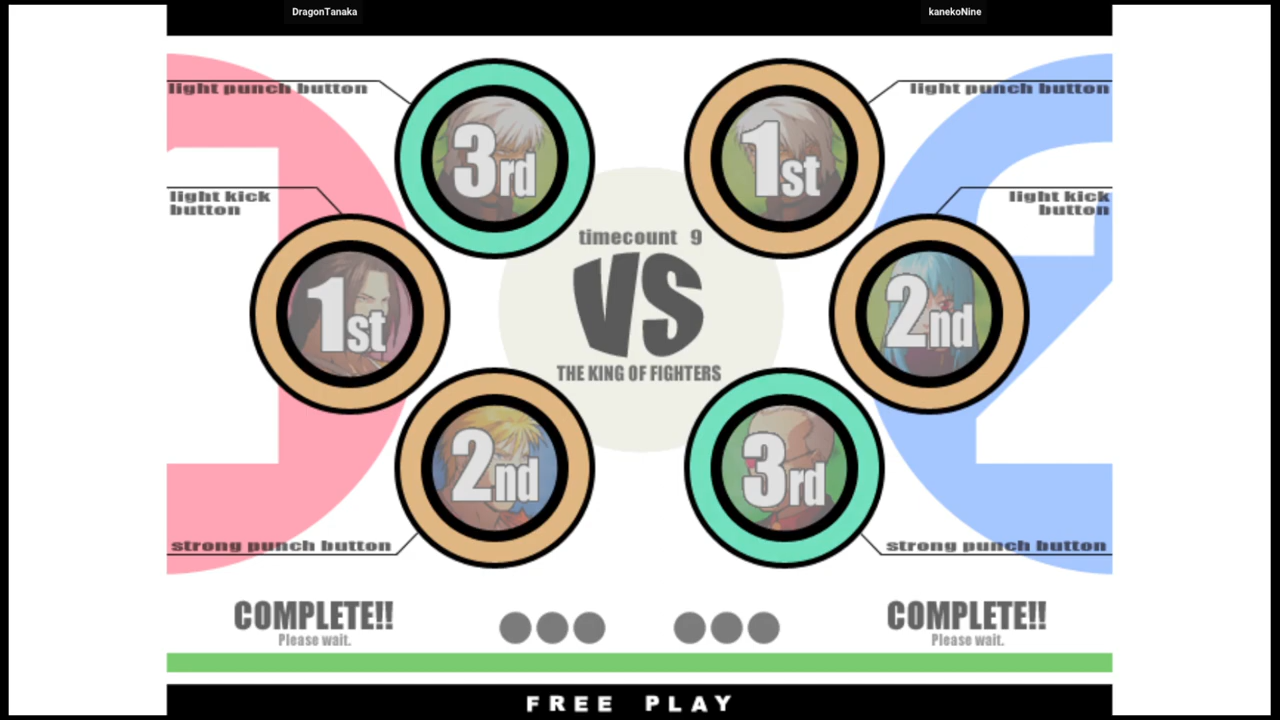 DragonTanaka
kanekoNine
light punch button
light punch button
3rd
1st
light kick
button
light kick
button
timecount 9
VS
THE KING OF FIGHTERS
1st
2nd
2nd
3rd
strong punch button
strong punch button
COMPLETE!!
Please wait.
COMPLETE!!
Please wait.
FREE PLAY